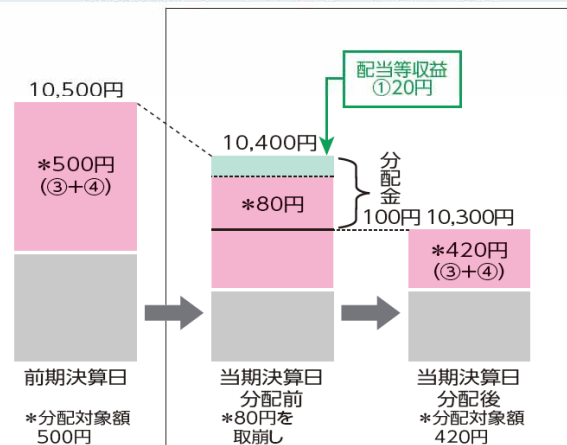 配当等収益
①20円
10,500円
10,400円
*500円
(③+④)
*80円
分配金
100円
10,300円
*420円
(③+④)
前期決算日
当期決算日
分配前
当期決算日
分配後
*分配対象額
500円
*80円を
取崩し
*分配対象額
420円